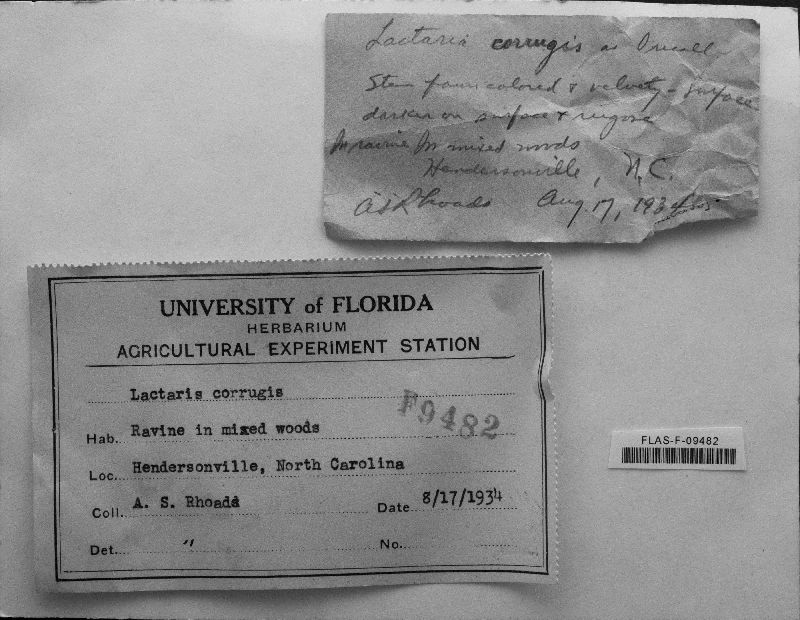 Lactaria corrugis
Stem fawn colored & velvety - surface
darker on surface & rugose
In ravine in mixed woods
Hendersonville, N.C.
A S Rhoads Aug 17, 1934
UNIVERSITY of FLORIDA
HERBARIUM
AGRICULTURAL EXPERIMENT STATION
Lactaris corrugis
F9482
Hab. Ravine in mixed woods
Loc. Hendersonville, North Carolina
Coll. A. S. Rhoads Date 8/17/1934
Det. " No.
FLAS-F-09482